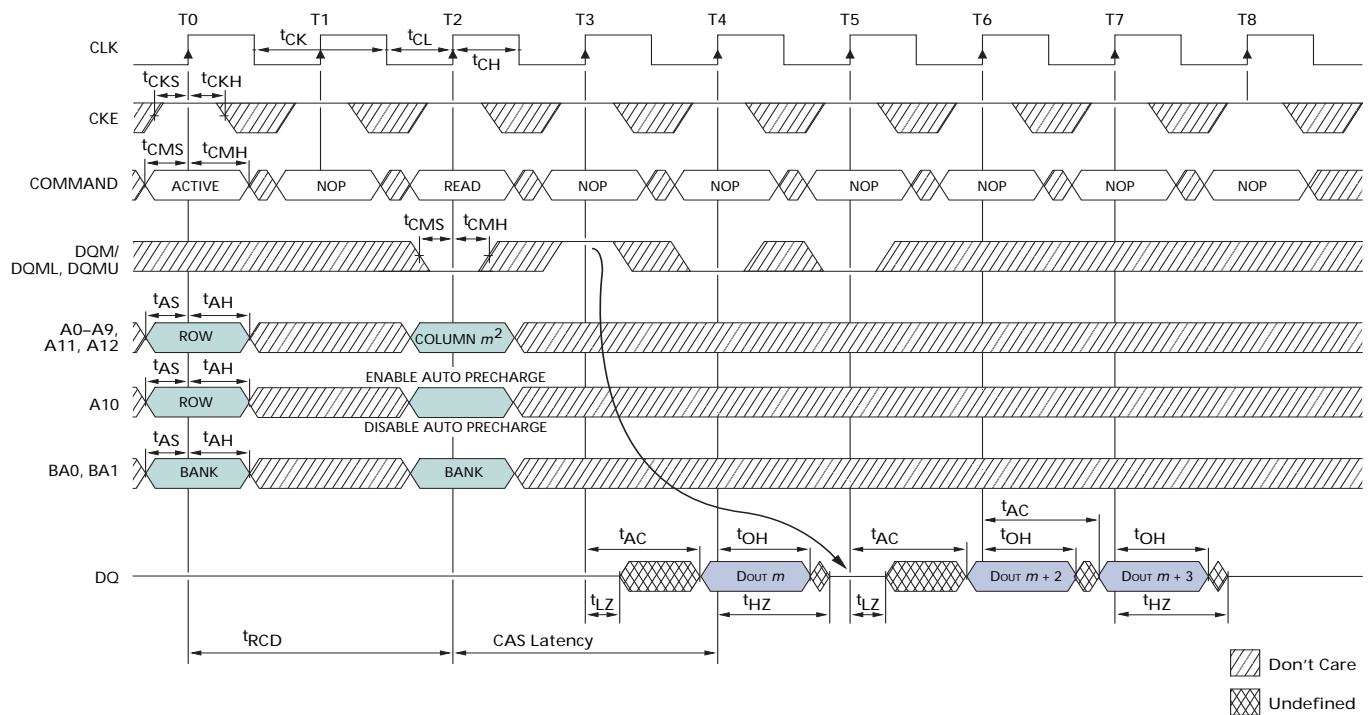 T0 T1 T2 T3 T4 T5 T6 T7 T8
CLK
tCK tCL
tCH
tCKS tCKH
CKE
tCMS tCMH
COMMAND ACTIVE NOP READ NOP NOP NOP NOP NOP NOP
tCMS tCMH
DQM/
DQML, DQMU
tAS tAH
A0–A9,
A11, A12
ROW COLUMN m2
tAS tAH ENABLE AUTO PRECHARGE
A10 ROW
DISABLE AUTO PRECHARGE
tAS tAH
BA0, BA1 BANK BANK
tAC
tAC tOH tAC tOH tOH
DQ DOUT m DOUT m + 2 DOUT m + 3
tLZ tHZ tLZ tHZ
tRCD CAS Latency
Don't Care
Undefined